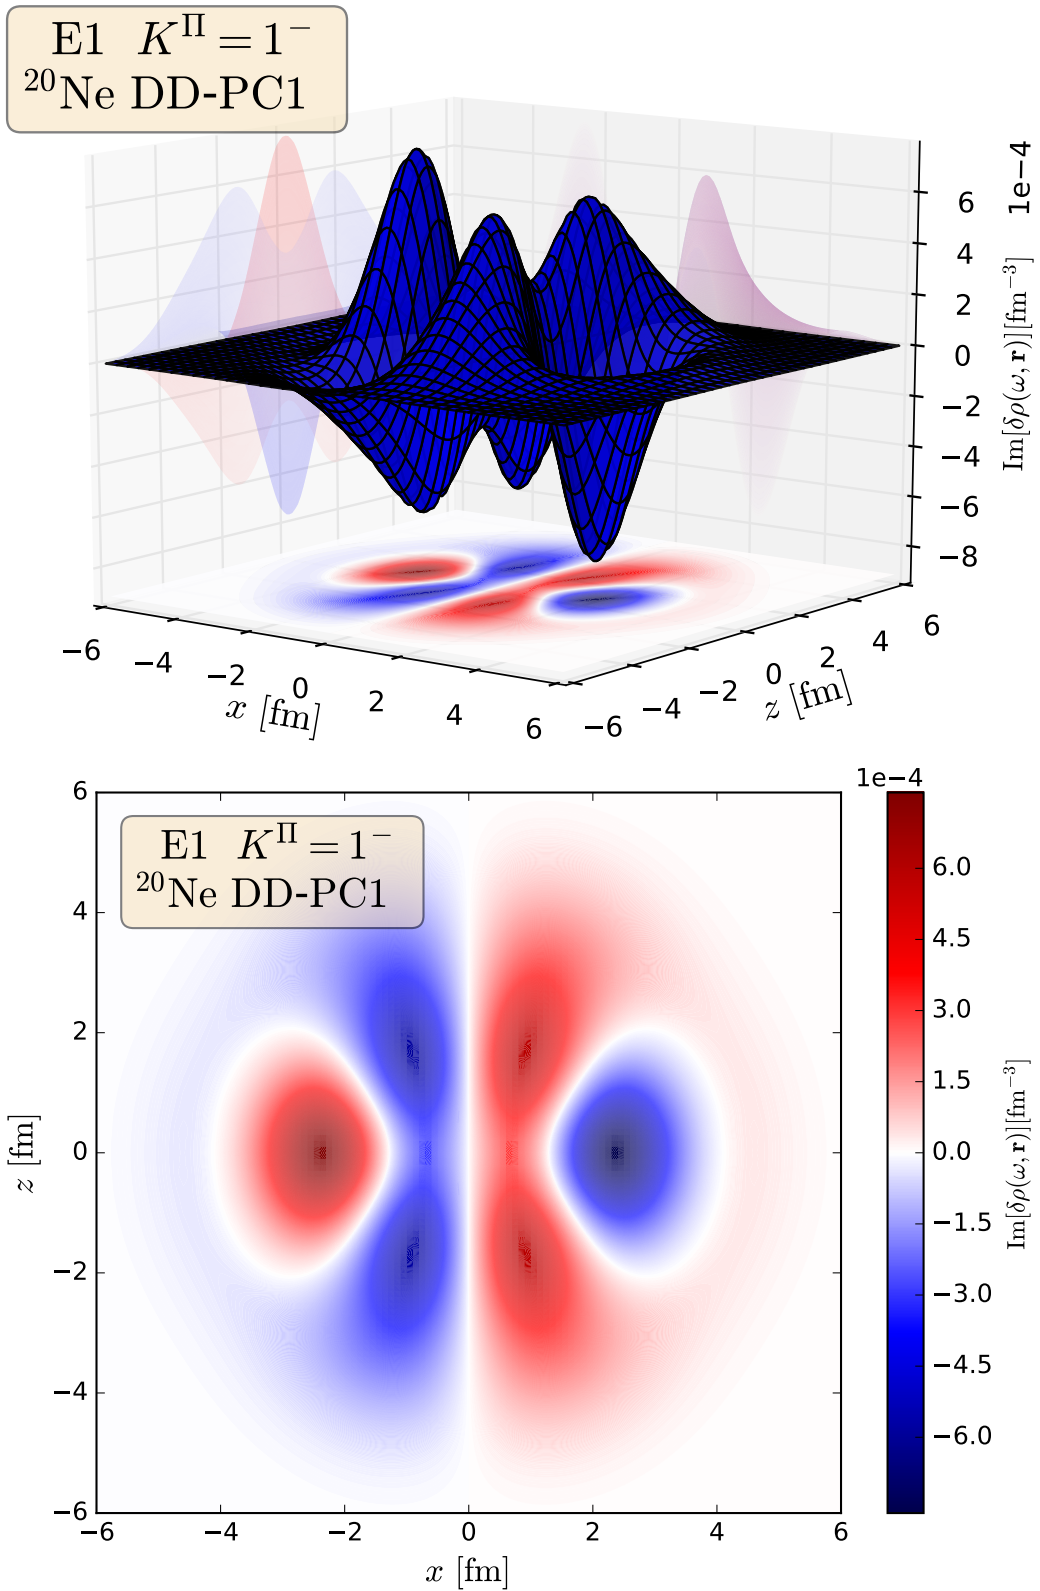 E1 K^Π = 1^−
²⁰Ne DD-PC1
1e−4
6
4
2
0
−2
−4
−6
−8
Im[δρ(ω, r)][fm^−3]
−6 −4 −2 0 2 4 6
x [fm]
−6 −4 −2 0 2 4 6
z [fm]
1e−4
E1 K^Π = 1^−
²⁰Ne DD-PC1
6
4
2
0
−2
−4
−6
z [fm]
−6 −4 −2 0 2 4 6
x [fm]
6.0
4.5
3.0
1.5
0.0
−1.5
−3.0
−4.5
−6.0
Im[δρ(ω, r)][fm^−3]